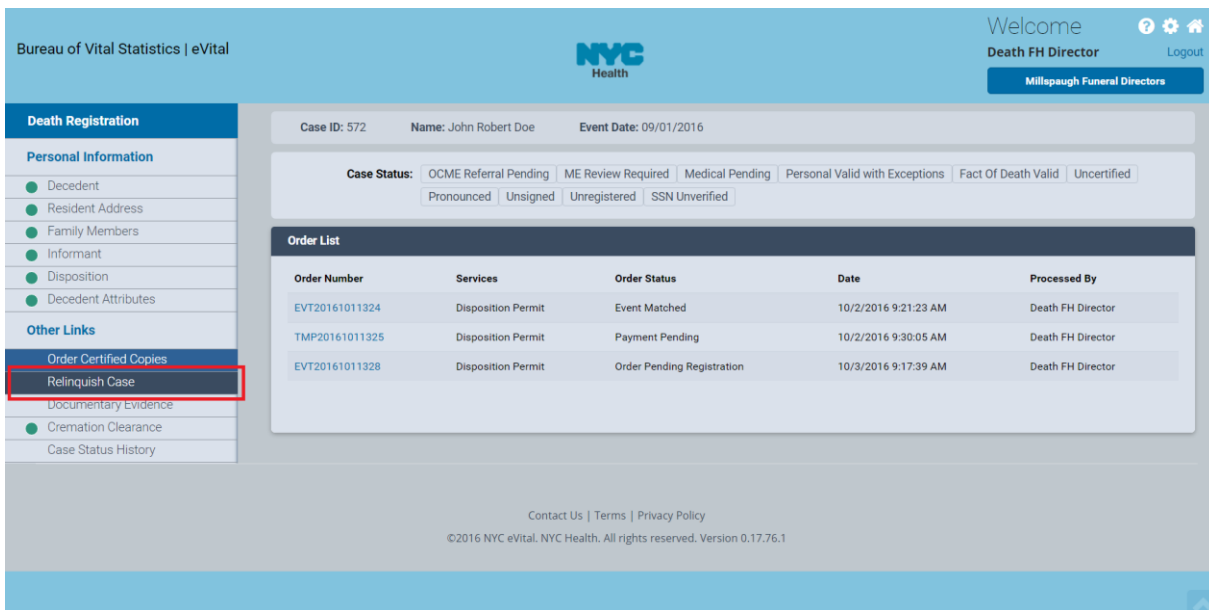 Bureau of Vital Statistics | eVital
NYC
Health
Welcome
Death FH Director Logout
Millspaugh Funeral Directors
Death Registration
Personal Information
Decedent
Resident Address
Family Members
Informant
Disposition
Decedent Attributes
Other Links
Order Certified Copies
Relinquish Case
Documentary Evidence
Cremation Clearance
Case Status History
Case ID: 572 Name: John Robert Doe Event Date: 09/01/2016
Case Status: OCME Referral Pending ME Review Required Medical Pending Personal Valid with Exceptions Fact Of Death Valid Uncertified
Pronounced Unsigned Unregistered SSN Unverified
Order List
Order Number Services Order Status Date Processed By
EVT20161011324 Disposition Permit Event Matched 10/2/2016 9:21:23 AM Death FH Director
TMP20161011325 Disposition Permit Payment Pending 10/2/2016 9:30:05 AM Death FH Director
EVT20161011328 Disposition Permit Order Pending Registration 10/3/2016 9:17:39 AM Death FH Director
Contact Us | Terms | Privacy Policy
©2016 NYC eVital. NYC Health. All rights reserved. Version 0.17.76.1